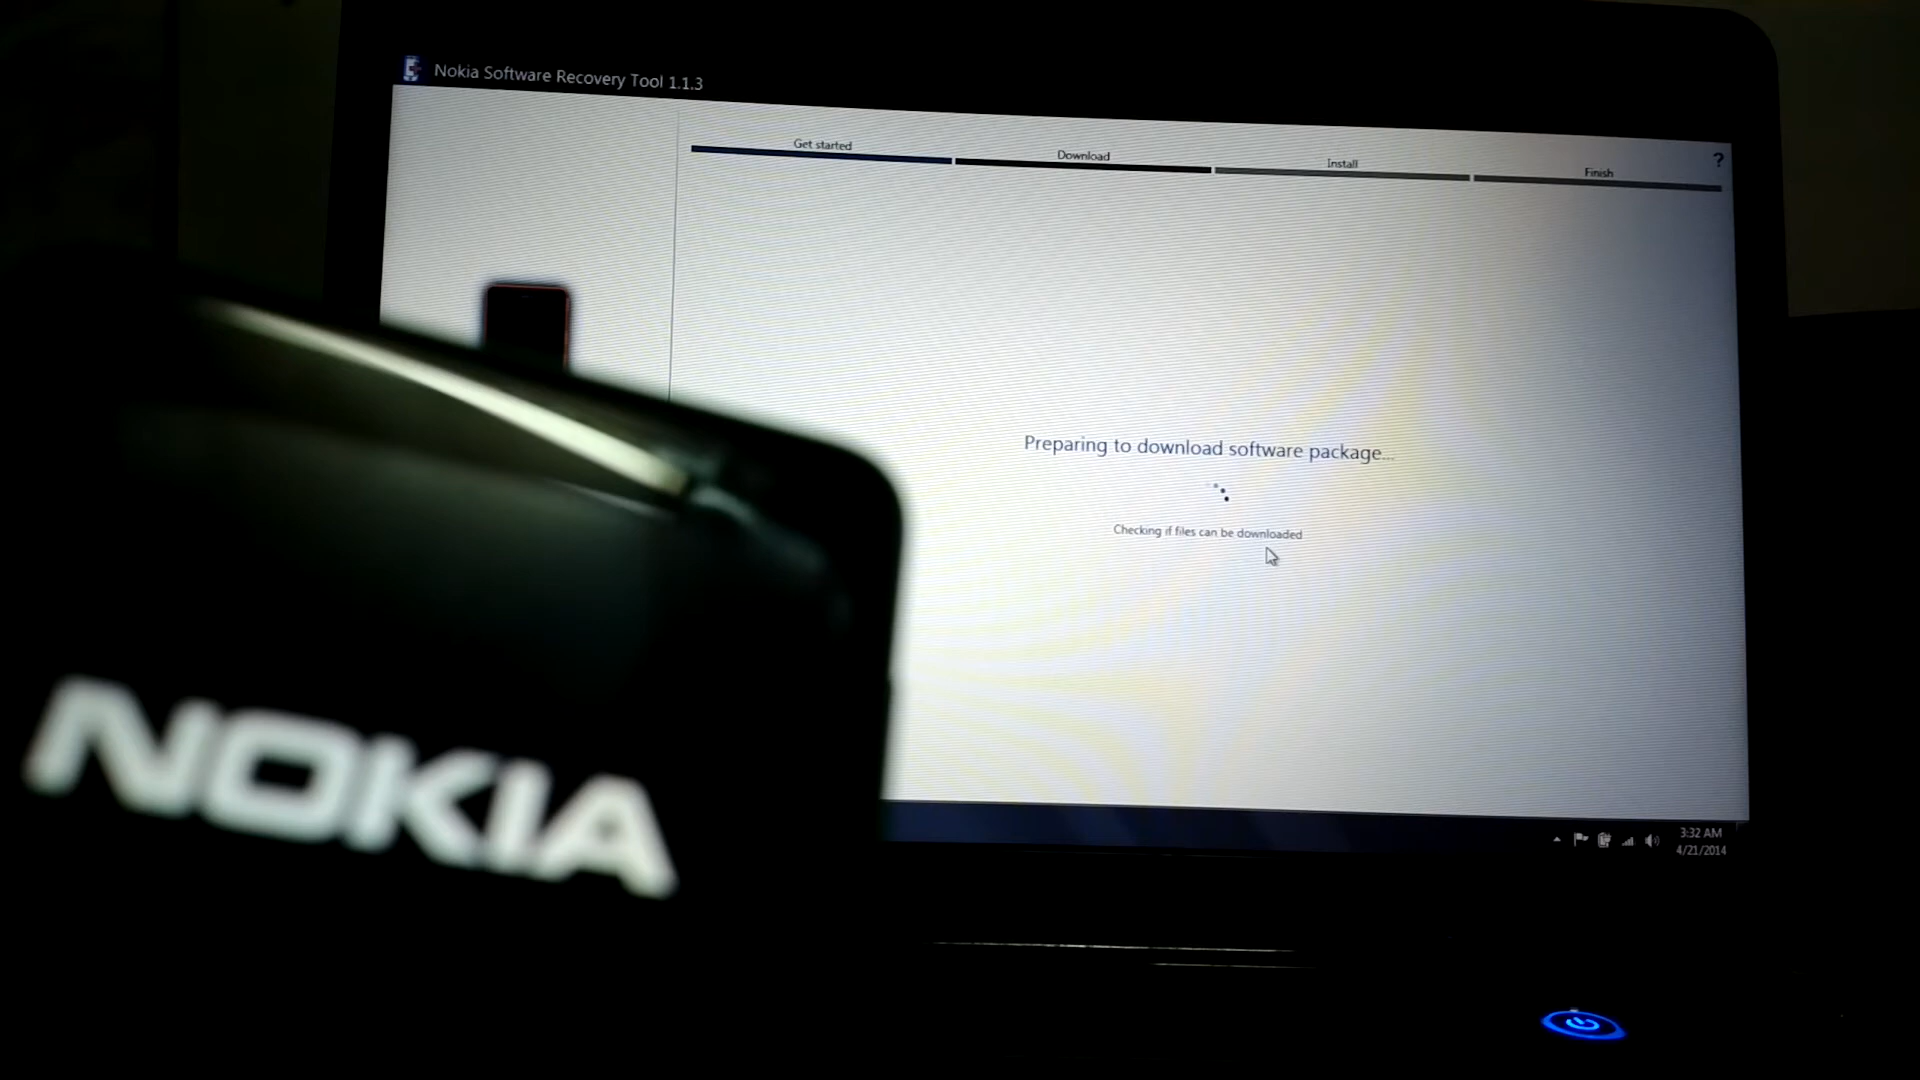 Nokia Software Recovery Tool 1.1.3
Get started
Download
Install
Finish
?
Preparing to download software package...
Checking if files can be downloaded
NOKIA
3:32 AM
4/21/2014